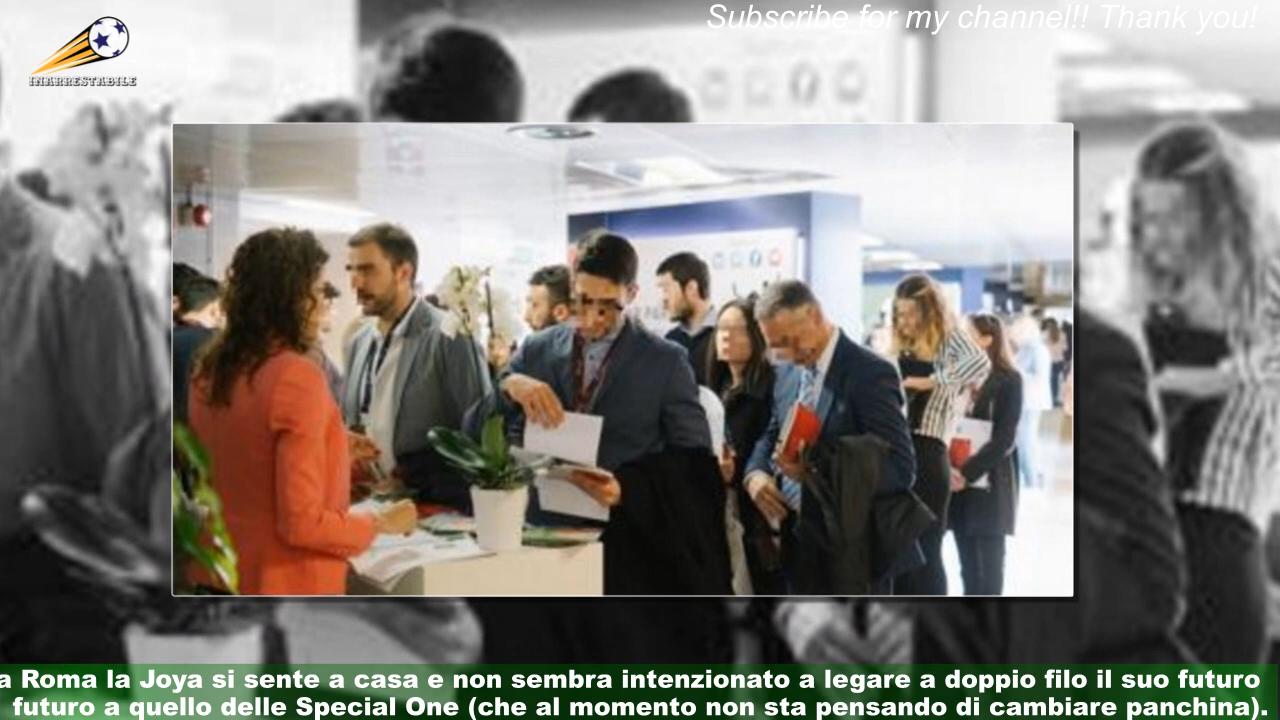 Subscribe for my channel!! Thank you!
INARRESTABILE
a Roma la Joya si sente a casa e non sembra intenzionato a legare a doppio filo il suo futuro
futuro a quello delle Special One (che al momento non sta pensando di cambiare panchina).